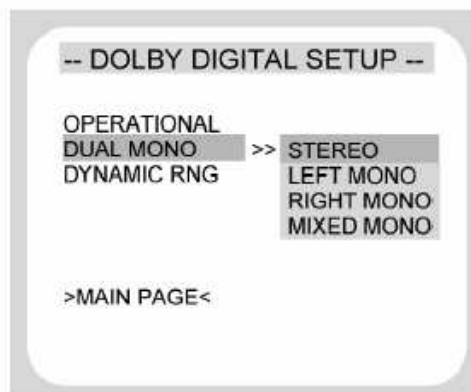 -- DOLBY DIGITAL SETUP --
OPERATIONAL
DUAL MONO >> STEREO
DYNAMIC RNG LEFT MONO
RIGHT MONO
MIXED MONO
>MAIN PAGE<